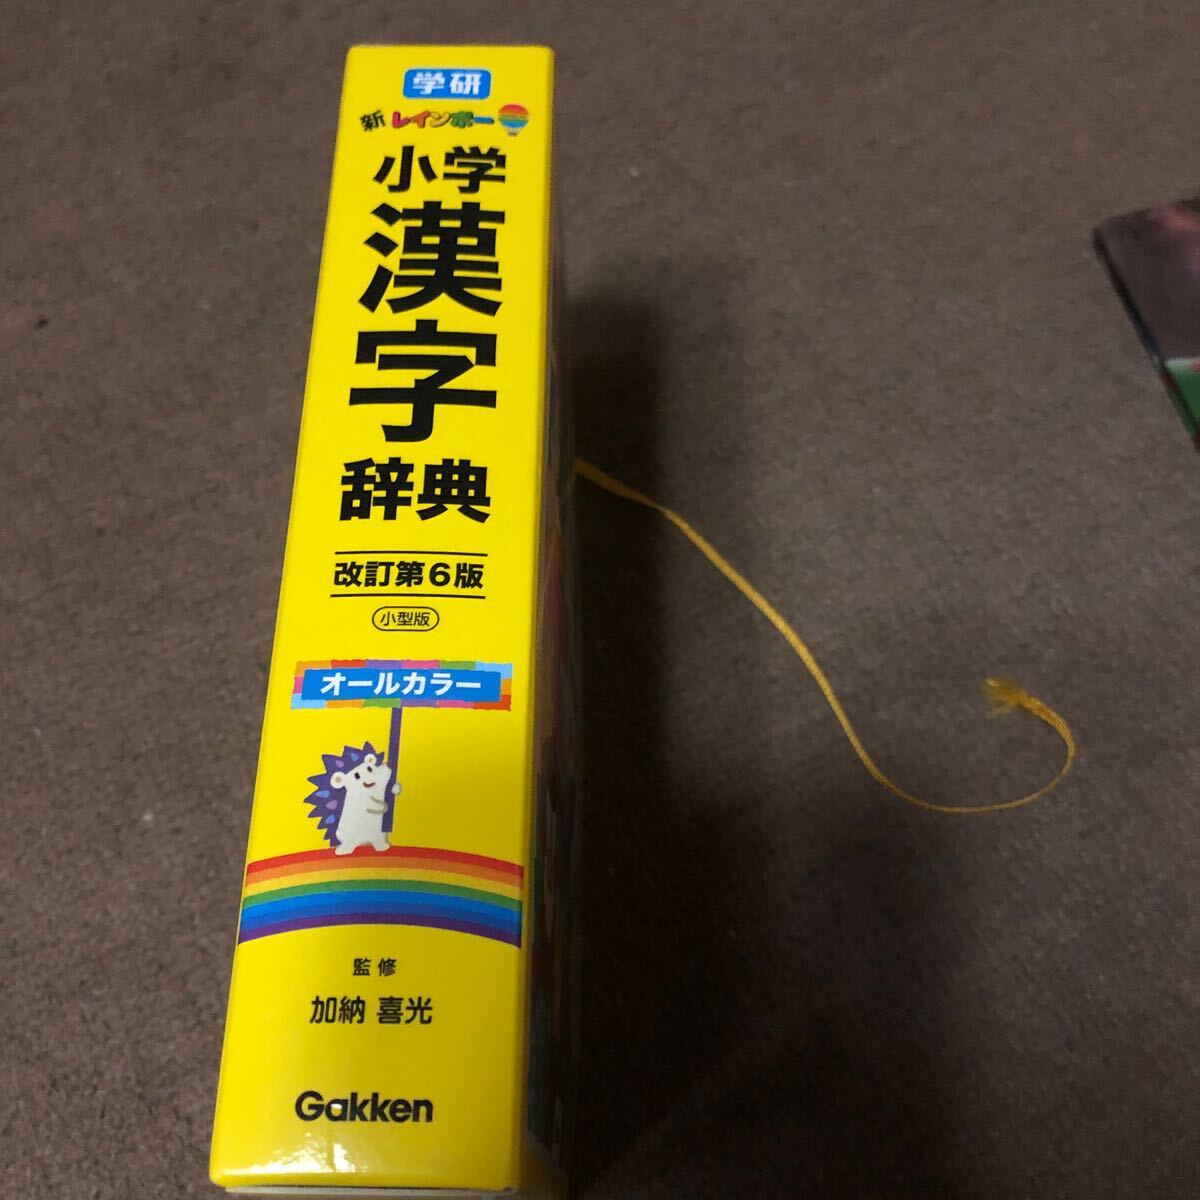 学研
新レインボー
小学
漢字
辞典
改訂第6版
小型版
オールカラー
監修
加納 喜光
Gakken